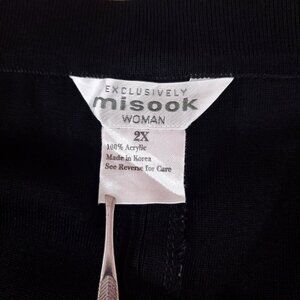 EXCLUSIVELY
misook
WOMAN
2X
100% Acrylic
Made in Korea
See Reverse for Care